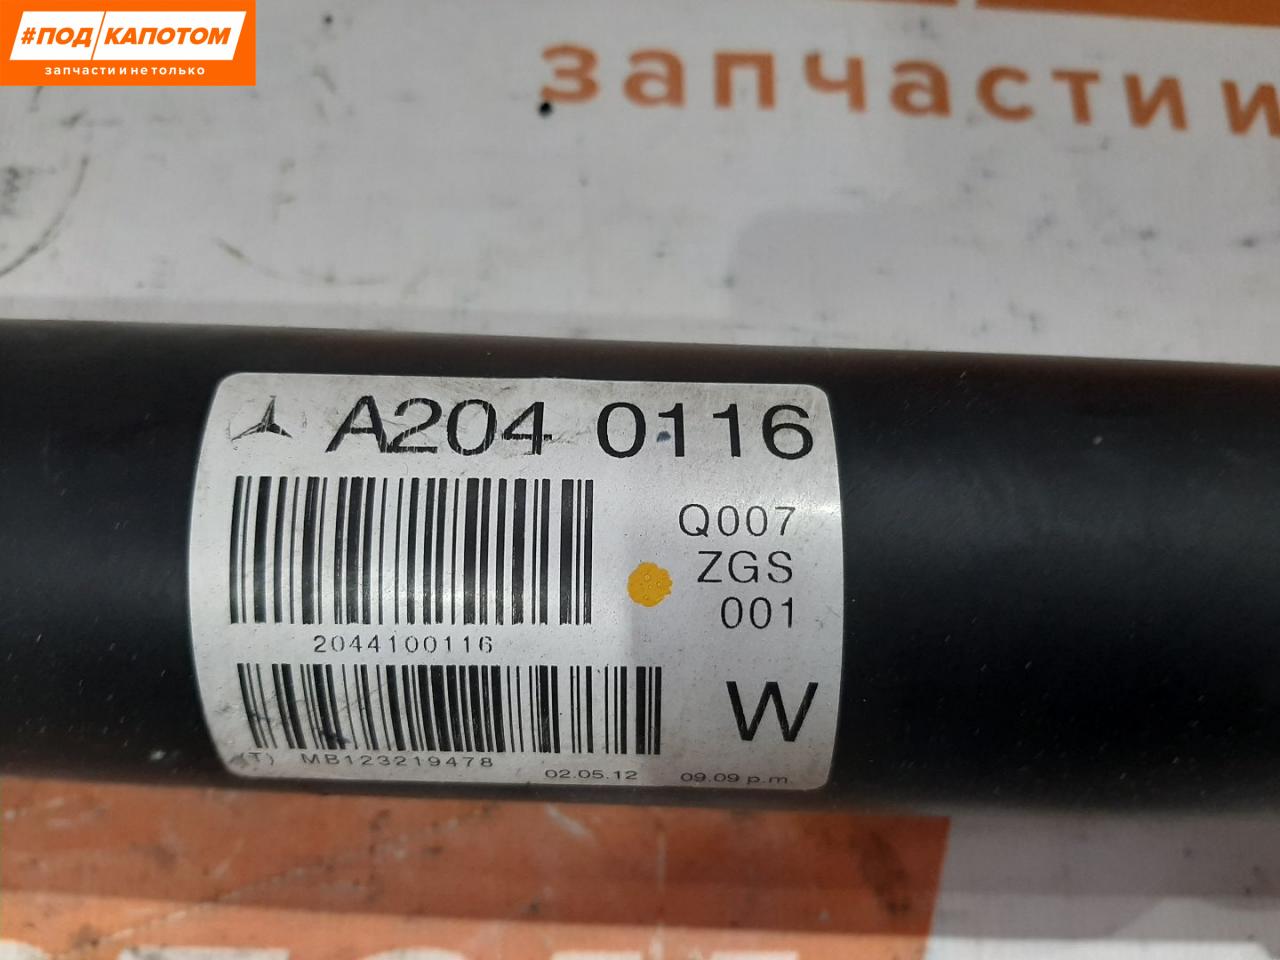 #ПОД КАПОТОМ
запчасти и не только
запчасти и
A204 0116
Q007
ZGS
001
2044100116
W
(T) MB123219478
02.05.12 09.09 p.m.